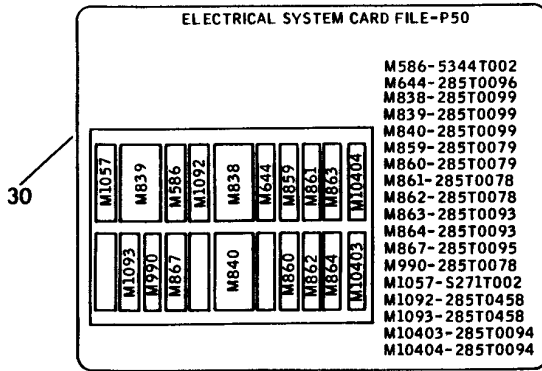 ELECTRICAL SYSTEM CARD FILE-P50
M586-5344T002
M644-285T0096
M838-285T0099
M839-285T0099
M840-285T0099
M859-285T0079
M860-285T0079
M861-285T0078
M862-285T0078
M863-285T0093
M864-285T0093
M867-285T0095
M990-285T0078
M1057-S271T002
M1092-285T0458
M1093-285T0458
M10403-285T0094
M10404-285T0094
30
M1057 M839 M586 M1092 M838 M644 M859 M861 M863 M10404
M1093 M990 M867 M840 M860 M862 M864 M10403